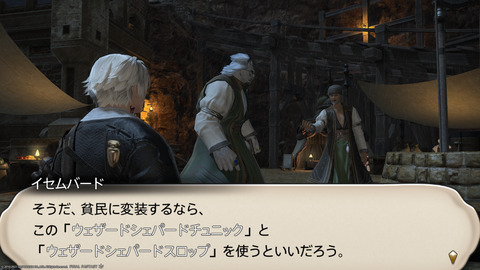 イセムバード
そうだ、貧民に変装するなら、
この「ウェザードシェパードチュニック」と
「ウェザードシェパードスロップ」を使うといいだろう。
FINAL FANTASY XIV